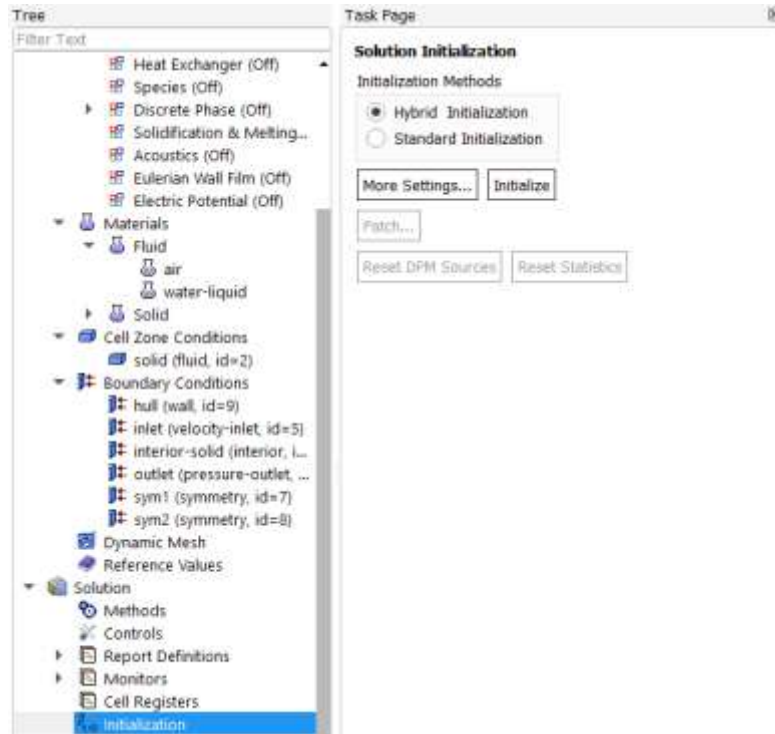 Tree
Filter Text
Heat Exchanger (Off)
Species (Off)
Discrete Phase (Off)
Solidification & Melting...
Acoustics (Off)
Eulerian Wall Film (Off)
Electric Potential (Off)
Materials
Fluid
air
water-liquid
Solid
Cell Zone Conditions
solid (fluid, id=2)
Boundary Conditions
hull (wall, id=9)
inlet (velocity-inlet, id=5)
interior-solid (interior, i...
outlet (pressure-outlet, ...
sym1 (symmetry, id=7)
sym2 (symmetry, id=8)
Dynamic Mesh
Reference Values
Solution
Methods
Controls
Report Definitions
Monitors
Cell Registers
Initialization
Task Page
Solution Initialization
Initialization Methods
Hybrid Initialization
Standard Initialization
More Settings... Initialize
Patch...
Reset DPM Sources Reset Statistics